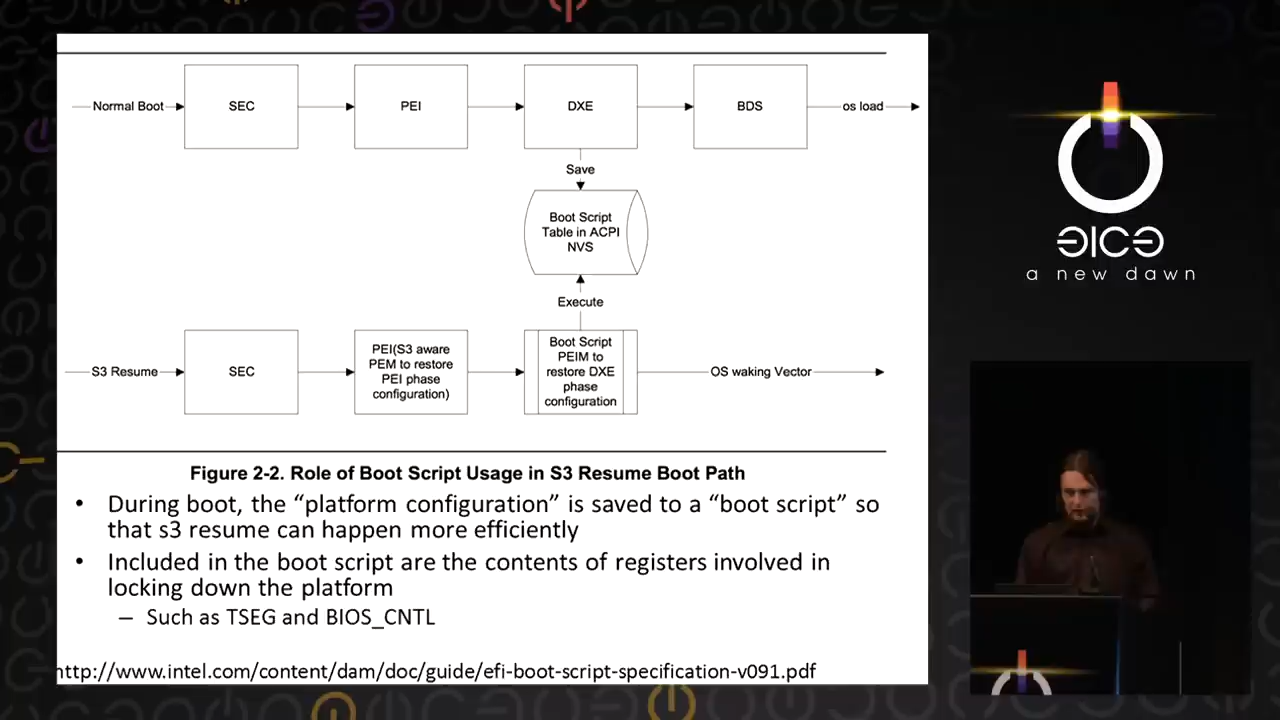 Normal Boot
SEC
PEI
DXE
BDS
os load
Save
Boot Script
Table in ACPI
NVS
Execute
S3 Resume
SEC
PEI(S3 aware
PEM to restore
PEI phase
configuration)
Boot Script
PEIM to
restore DXE
phase
configuration
OS waking Vector
Figure 2-2. Role of Boot Script Usage in S3 Resume Boot Path
• During boot, the “platform configuration” is saved to a “boot script” so
that s3 resume can happen more efficiently
• Included in the boot script are the contents of registers involved in
locking down the platform
– Such as TSEG and BIOS_CNTL
http://www.intel.com/content/dam/doc/guide/efi-boot-script-specification-v091.pdf
31C3
a new dawn